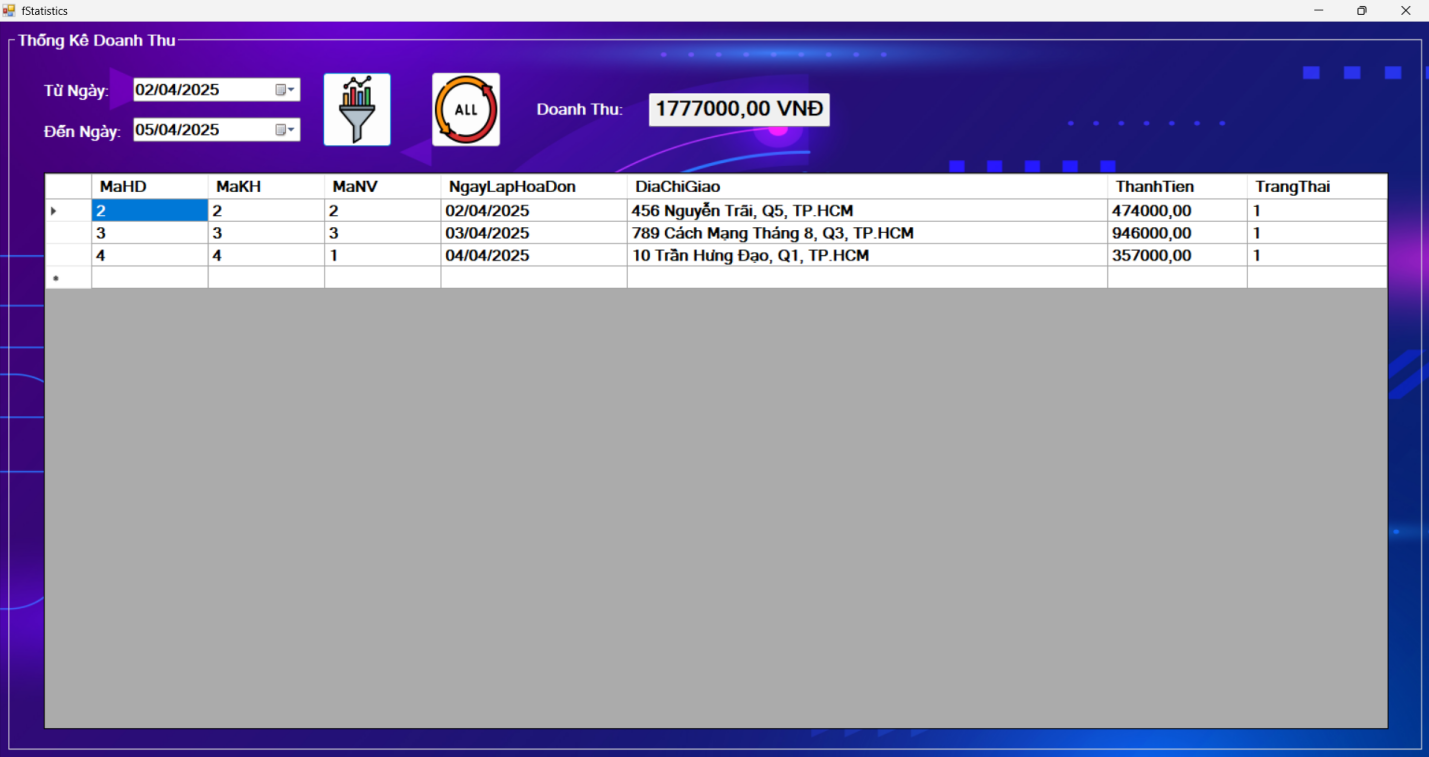 fStatistics
Thống Kê Doanh Thu
Từ Ngày: 02/04/2025
Đến Ngày: 05/04/2025
ALL
Doanh Thu: 1777000,00 VNĐ
MaHD MaKH MaNV NgayLapHoaDon DiaChiGiao ThanhTien TrangThai
2 2 2 02/04/2025 456 Nguyễn Trãi, Q5, TP.HCM 474000,00 1
3 3 3 03/04/2025 789 Cách Mạng Tháng 8, Q3, TP.HCM 946000,00 1
4 4 1 04/04/2025 10 Trần Hưng Đạo, Q1, TP.HCM 357000,00 1